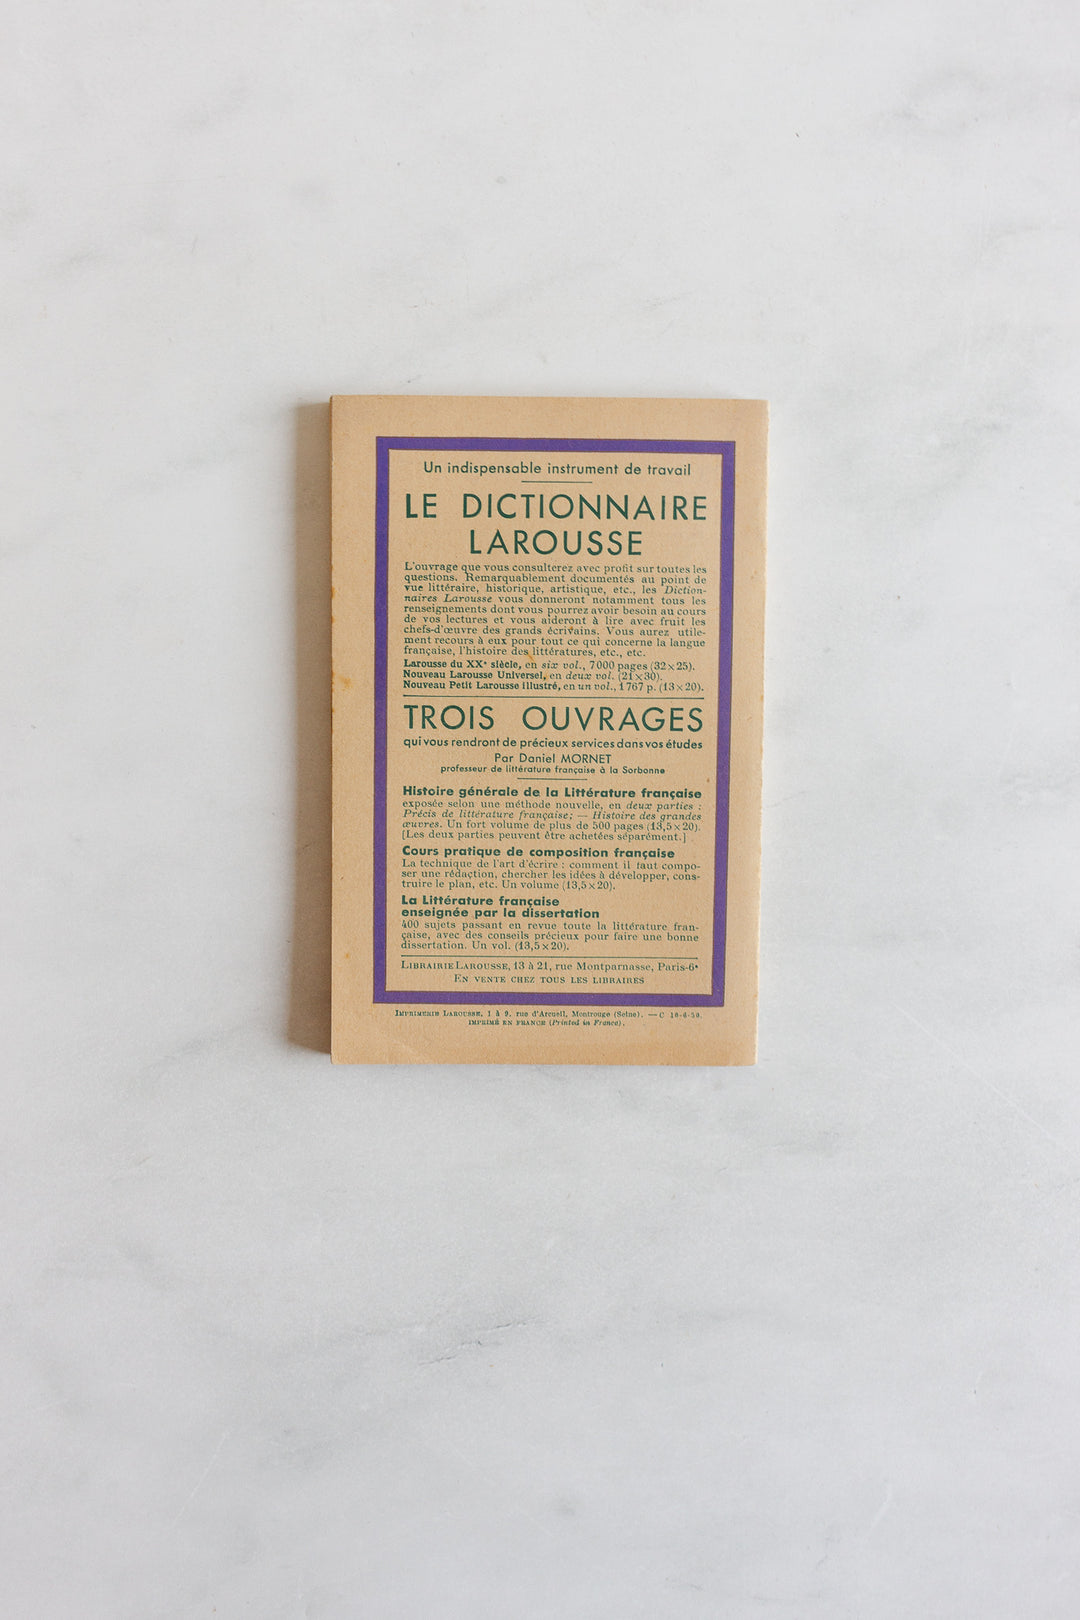 Un indispensable instrument de travail
LE DICTIONNAIRE
LAROUSSE
L'ouvrage que vous consulterez avec profit sur toutes les
questions. Remarquablement documentés au point de
vue littéraire, historique, artistique, etc., les Diction-
naires Larousse vous donneront notamment tous les
renseignements dont vous pourrez avoir besoin au cours
de vos lectures et vous aideront à lire avec fruit les
chefs-d'œuvre des grands écrivains. Vous aurez utile-
ment recours à eux pour tout ce qui concerne la langue
française, l'histoire des littératures, etc., etc.
Larousse du XXe siècle, en six vol., 7000 pages (32×25).
Nouveau Larousse Universel, en deux vol. (21×30).
Nouveau Petit Larousse illustré, en un vol., 1767 p. (13×20).
TROIS OUVRAGES
qui vous rendront de précieux services dans vos études
Par Daniel MORNET
professeur de littérature française à la Sorbonne
Histoire générale de la Littérature française
exposée selon une méthode nouvelle, en deux parties :
Précis de littérature française; — Histoire des grandes
œuvres. Un fort volume de plus de 500 pages (13,5×20).
[Les deux parties peuvent être achetées séparément.]
Cours pratique de composition française
La technique de l'art d'écrire : comment il faut compo-
ser une rédaction, chercher les idées à développer, cons-
truire le plan, etc. Un volume (13,5×20).
La Littérature française
enseignée par la dissertation
400 sujets passant en revue toute la littérature fran-
çaise, avec des conseils précieux pour faire une bonne
dissertation. Un vol. (13,5×20).
LIBRAIRIE LAROUSSE, 13 à 21, rue Montparnasse, Paris-6e
EN VENTE CHEZ TOUS LES LIBRAIRES
IMPRIMERIE LAROUSSE, 1 à 9, rue d'Arcueil, Montrouge (Seine). — C 10-6-50.
IMPRIMÉ EN FRANCE (Printed in France).